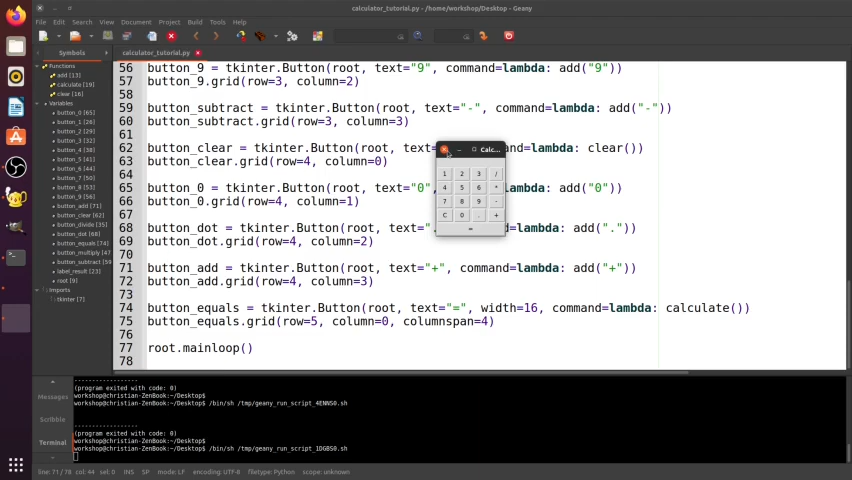 calculator_tutorial.py - /home/workshop/Desktop - Geany
File Edit Search View Document Project Build Tools Help
Symbols
calculator_tutorial.py
Functions
add [13]
calculate [19]
clear [16]
Variables
button_0 [65]
button_1 [26]
button_2 [29]
button_3 [32]
button_4 [38]
button_5 [41]
button_6 [44]
button_7 [50]
button_8 [53]
button_9 [56]
button_add [71]
button_clear [62]
button_divide [35]
button_dot [68]
button_equals [74]
button_multiply [47
button_subtract [59
label_result [23]
root [9]
Imports
tkinter [7]
56 button_9 = tkinter.Button(root, text="9", command=lambda: add("9"))
57 button_9.grid(row=3, column=2)
58
59 button_subtract = tkinter.Button(root, text="-", command=lambda: add("-"))
60 button_subtract.grid(row=3, column=3)
61
62 button_clear = tkinter.Button(root, text= command=lambda: clear())
63 button_clear.grid(row=4, column=0)
64
65 button_0 = tkinter.Button(root, text="0", command=lambda: add("0"))
66 button_0.grid(row=4, column=1)
67
68 button_dot = tkinter.Button(root, text=" command=lambda: add("."))
69 button_dot.grid(row=4, column=2)
70
71 button_add = tkinter.Button(root, text="+", command=lambda: add("+"))
72 button_add.grid(row=4, column=3)
73
74 button_equals = tkinter.Button(root, text="=", width=16, command=lambda: calculate())
75 button_equals.grid(row=5, column=0, columnspan=4)
76
77 root.mainloop()
78
Calc...
1 2 3 /
4 5 6 *
7 8 9 -
C 0 . +
=
Messages
Scribble
Terminal
------------------
(program exited with code: 0)
workshop@christian-ZenBook:~/Desktop$
workshop@christian-ZenBook:~/Desktop$ /bin/sh /tmp/geany_run_script_4ENNS0.sh
------------------
(program exited with code: 0)
workshop@christian-ZenBook:~/Desktop$
workshop@christian-ZenBook:~/Desktop$ /bin/sh /tmp/geany_run_script_1DGBS0.sh
line: 71 / 78 col: 44 sel: 0 INS SP mode: LF encoding: UTF-8 filetype: Python scope: unknown